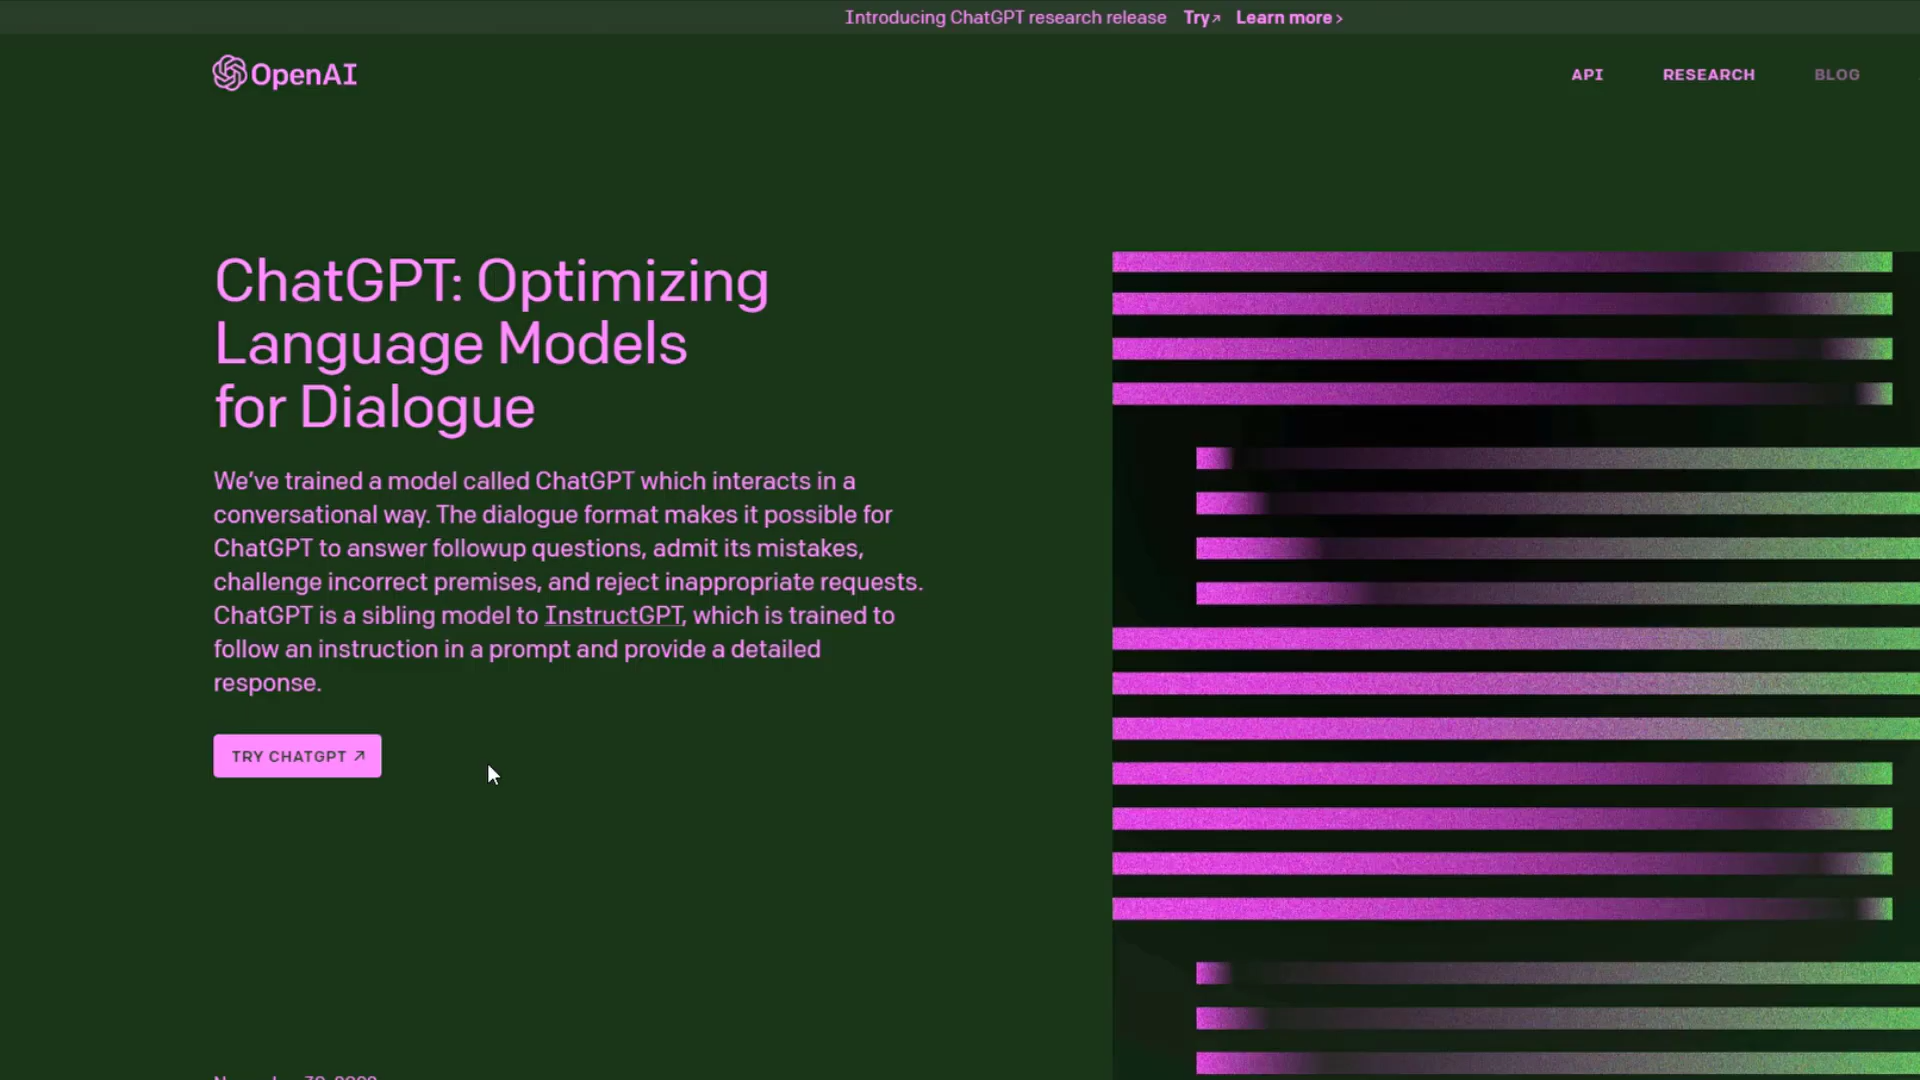 Introducing ChatGPT research release Try↗ Learn more ›
OpenAI
API RESEARCH BLOG
ChatGPT: Optimizing
Language Models
for Dialogue
We’ve trained a model called ChatGPT which interacts in a
conversational way. The dialogue format makes it possible for
ChatGPT to answer followup questions, admit its mistakes,
challenge incorrect premises, and reject inappropriate requests.
ChatGPT is a sibling model to InstructGPT, which is trained to
follow an instruction in a prompt and provide a detailed
response.
TRY CHATGPT ↗